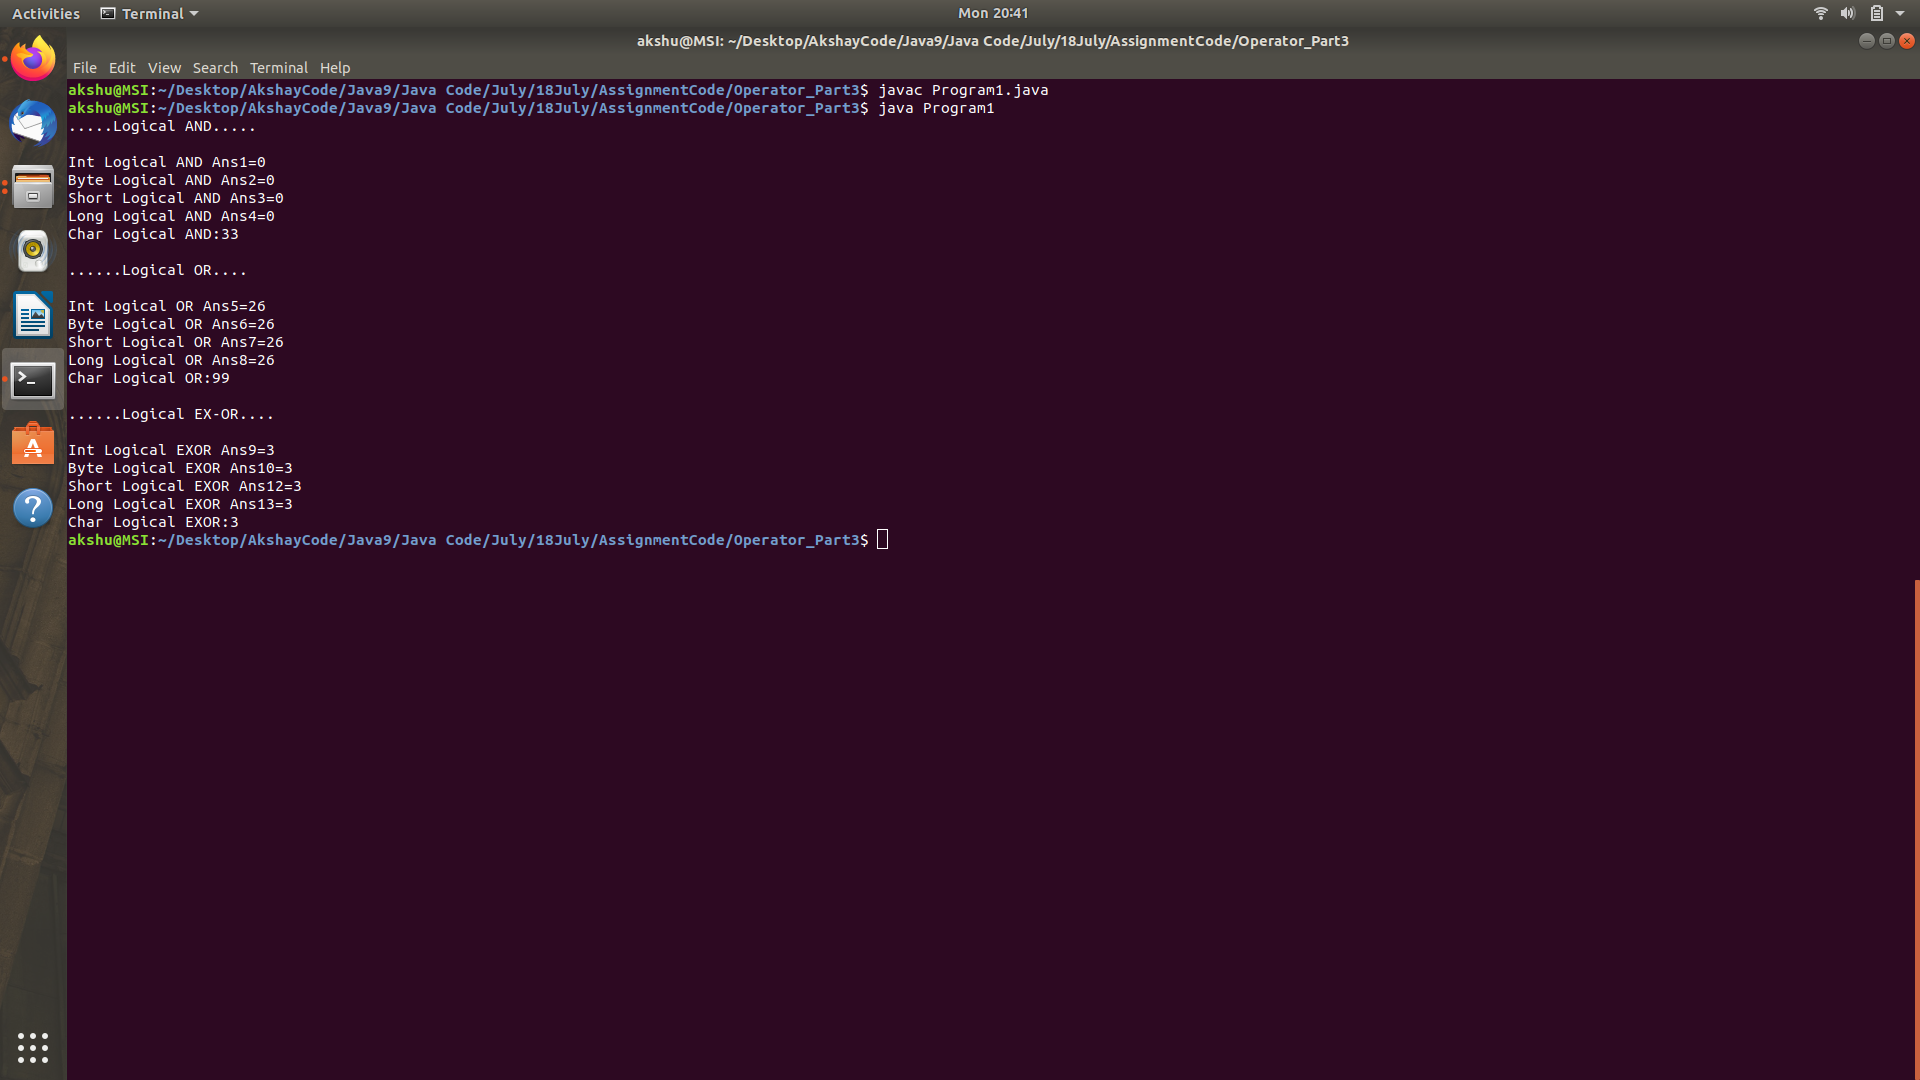 Activities Terminal Mon 20:41
akshu@MSI: ~/Desktop/AkshayCode/Java9/Java Code/July/18July/AssignmentCode/Operator_Part3
File Edit View Search Terminal Help
akshu@MSI:~/Desktop/AkshayCode/Java9/Java Code/July/18July/AssignmentCode/Operator_Part3$ javac Program1.java
akshu@MSI:~/Desktop/AkshayCode/Java9/Java Code/July/18July/AssignmentCode/Operator_Part3$ java Program1
.....Logical AND.....
Int Logical AND Ans1=0
Byte Logical AND Ans2=0
Short Logical AND Ans3=0
Long Logical AND Ans4=0
Char Logical AND:33
......Logical OR....
Int Logical OR Ans5=26
Byte Logical OR Ans6=26
Short Logical OR Ans7=26
Long Logical OR Ans8=26
Char Logical OR:99
......Logical EX-OR....
Int Logical EXOR Ans9=3
Byte Logical EXOR Ans10=3
Short Logical EXOR Ans12=3
Long Logical EXOR Ans13=3
Char Logical EXOR:3
akshu@MSI:~/Desktop/AkshayCode/Java9/Java Code/July/18July/AssignmentCode/Operator_Part3$